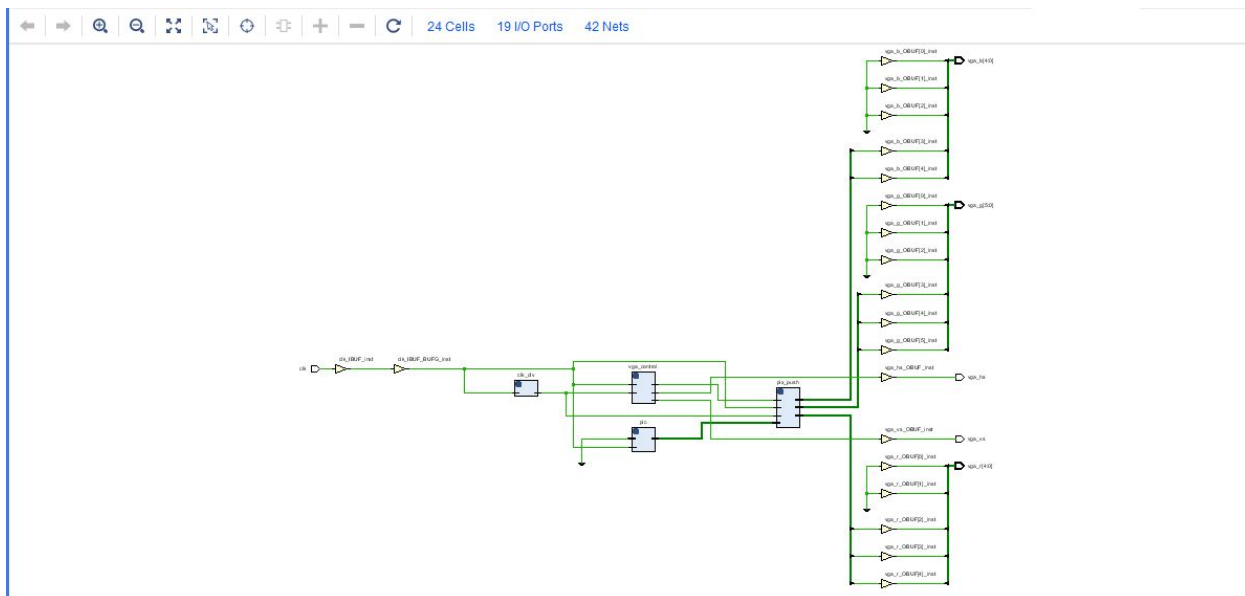 24 Cells 19 I/O Ports 42 Nets
vga_b_OBUF[0]_inst
vga_b[4:0]
vga_b_OBUF[1]_inst
vga_b_OBUF[2]_inst
vga_b_OBUF[3]_inst
vga_b_OBUF[4]_inst
vga_g_OBUF[0]_inst
vga_g[5:0]
vga_g_OBUF[1]_inst
vga_g_OBUF[2]_inst
vga_g_OBUF[3]_inst
vga_g_OBUF[4]_inst
vga_g_OBUF[5]_inst
clk
clk_IBUF_inst
clk_IBUF_BUFG_inst
clk_div
vga_control
pic
pic_push
vga_hs_OBUF_inst
vga_hs
vga_vs_OBUF_inst
vga_vs
vga_r_OBUF[0]_inst
vga_r[4:0]
vga_r_OBUF[1]_inst
vga_r_OBUF[2]_inst
vga_r_OBUF[3]_inst
vga_r_OBUF[4]_inst